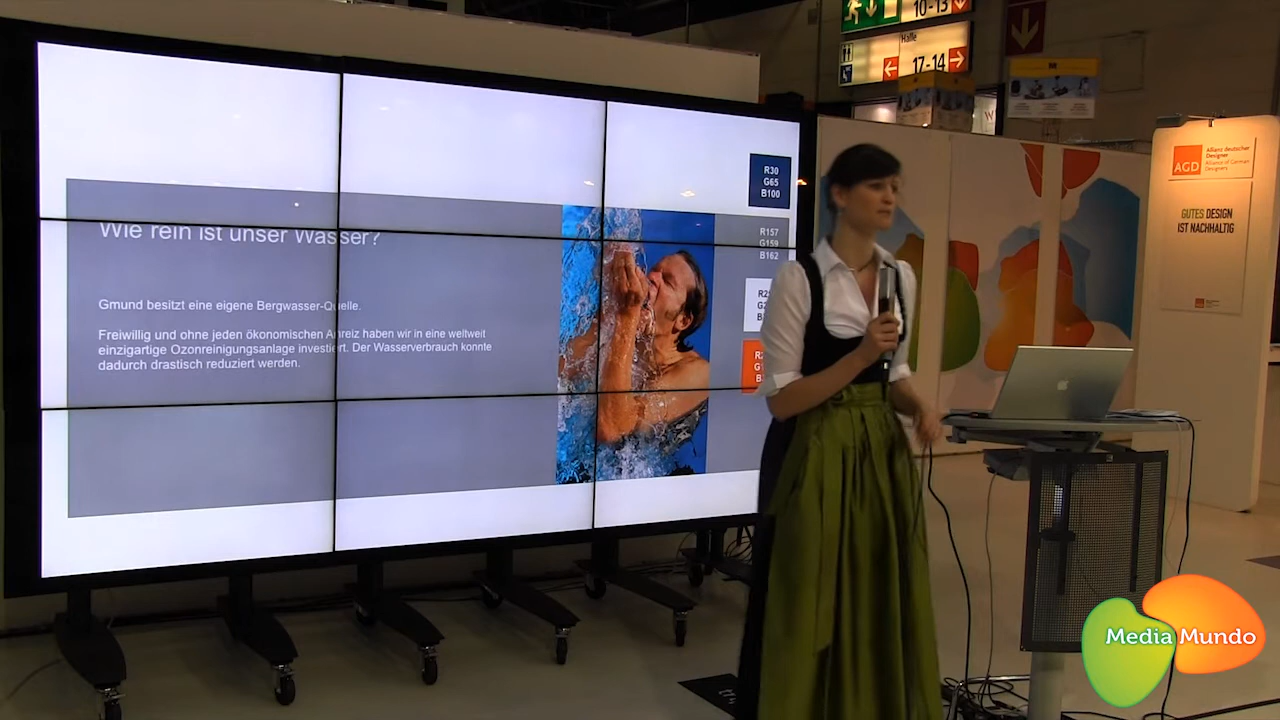 10-13
Halle
17-14
R30
G65
B100
Wie rein ist unser Wasser?
R157
G159
B162
Gmund besitzt eine eigene Bergwasser-Quelle.
Freiwillig und ohne jeden ökonomischen Anreiz haben wir in eine weltweit
einzigartige Ozonreinigungsanlage investiert. Der Wasserverbrauch konnte
dadurch drastisch reduziert werden.
AGD
Allianz deutscher
Designer
Alliance of German
Designers
GUTES DESIGN
IST NACHHALTIG
Media Mundo